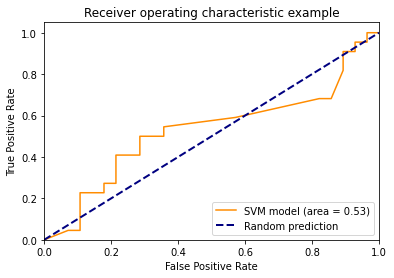 Receiver operating characteristic example
True Positive Rate
1.0
0.8
0.6
0.4
0.2
0.0
SVM model (area = 0.53)
Random prediction
0.0 0.2 0.4 0.6 0.8 1.0
False Positive Rate